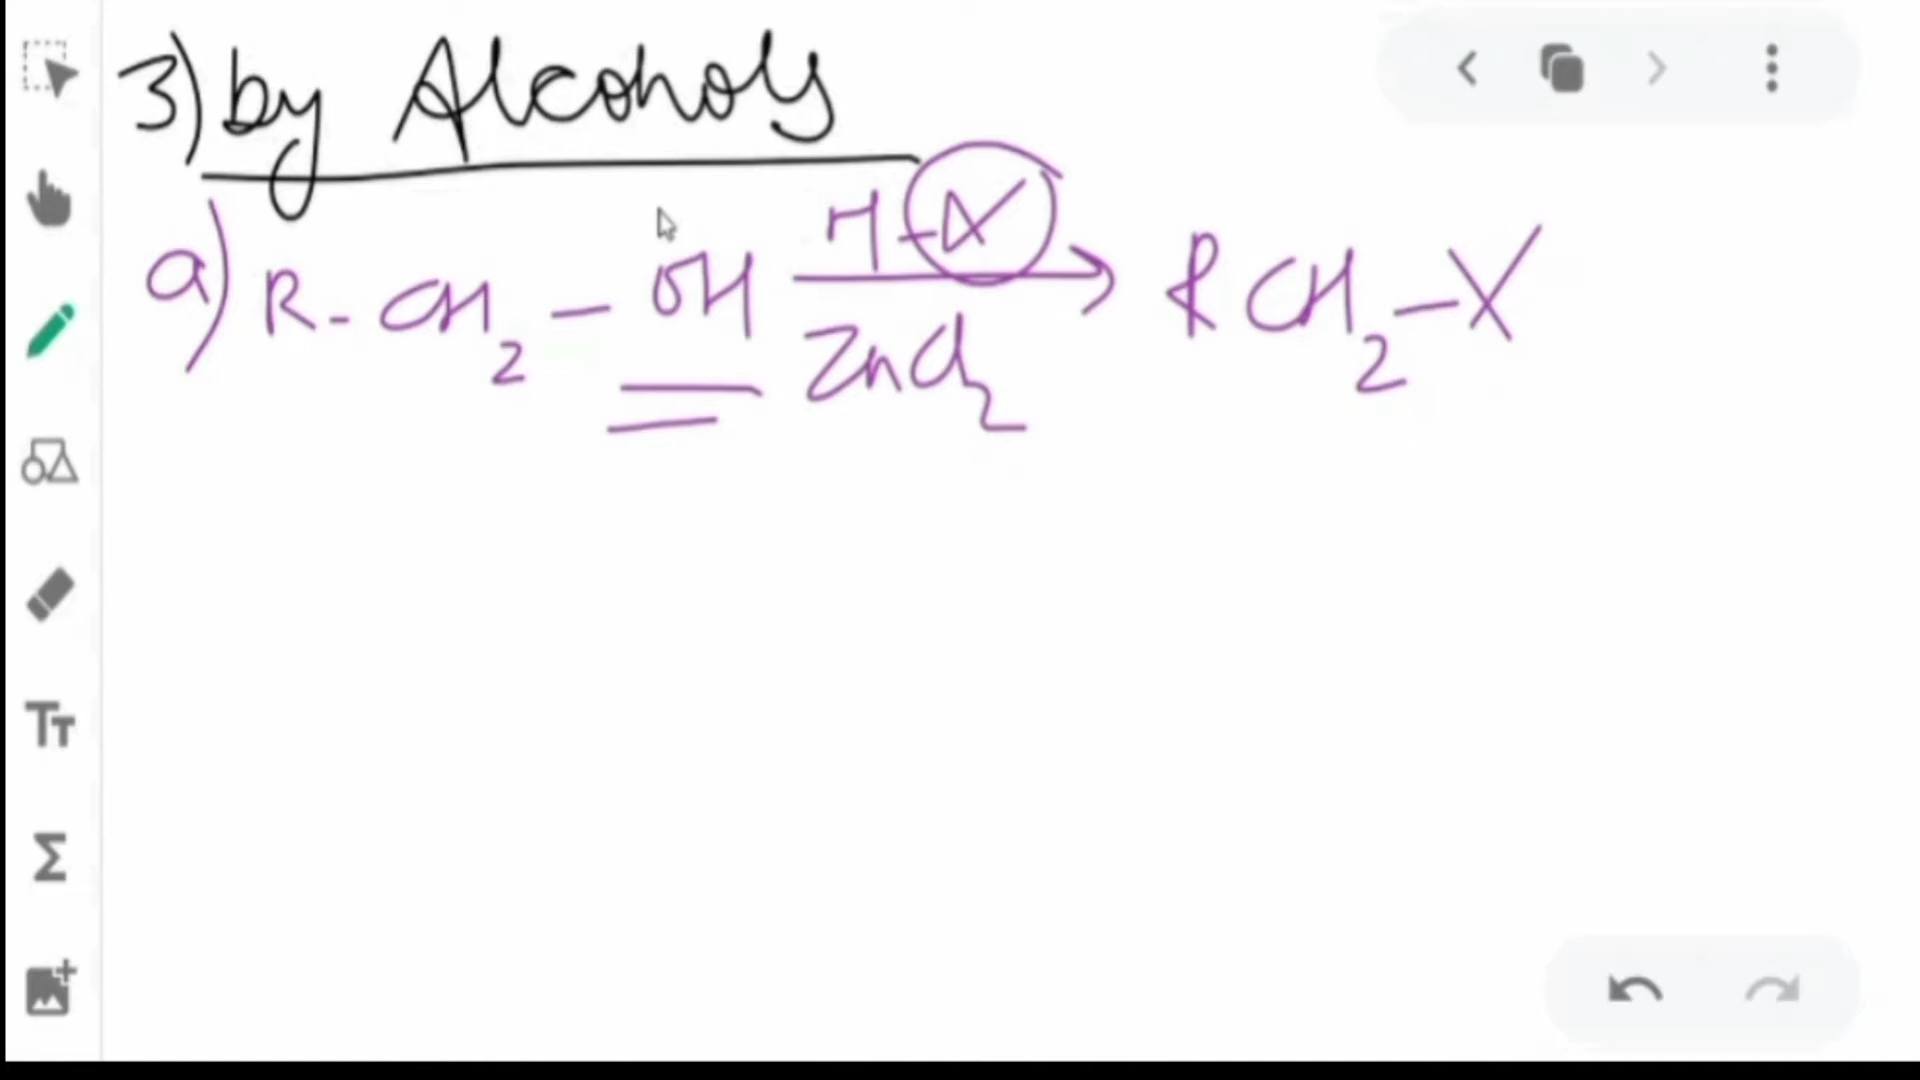 3) by Alcohols
a) R-CH2-OH H-X ZnCl2 → RCH2-X